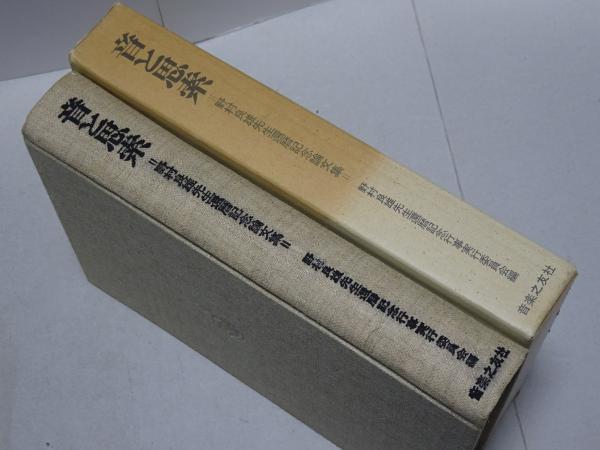 音と思索
=野村良雄先生還暦記念論文集=
野村良雄先生還暦記念行事実行委員会編
音楽之友社
音と思索
=野村良雄先生還暦記念論文集=
野村良雄先生還暦記念行事実行委員会編
音楽之友社